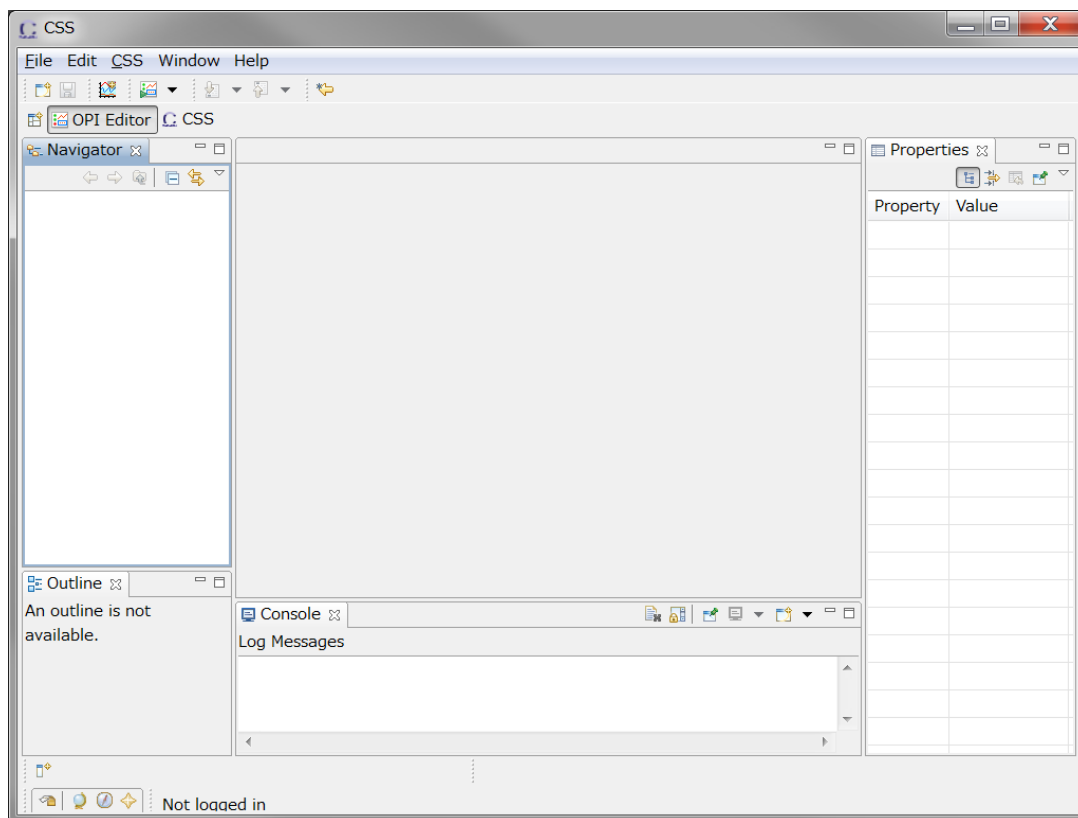 CSS
File Edit CSS Window Help
OPI Editor CSS
Navigator
Properties
Property Value
Outline
An outline is not
available.
Console
Log Messages
Not logged in